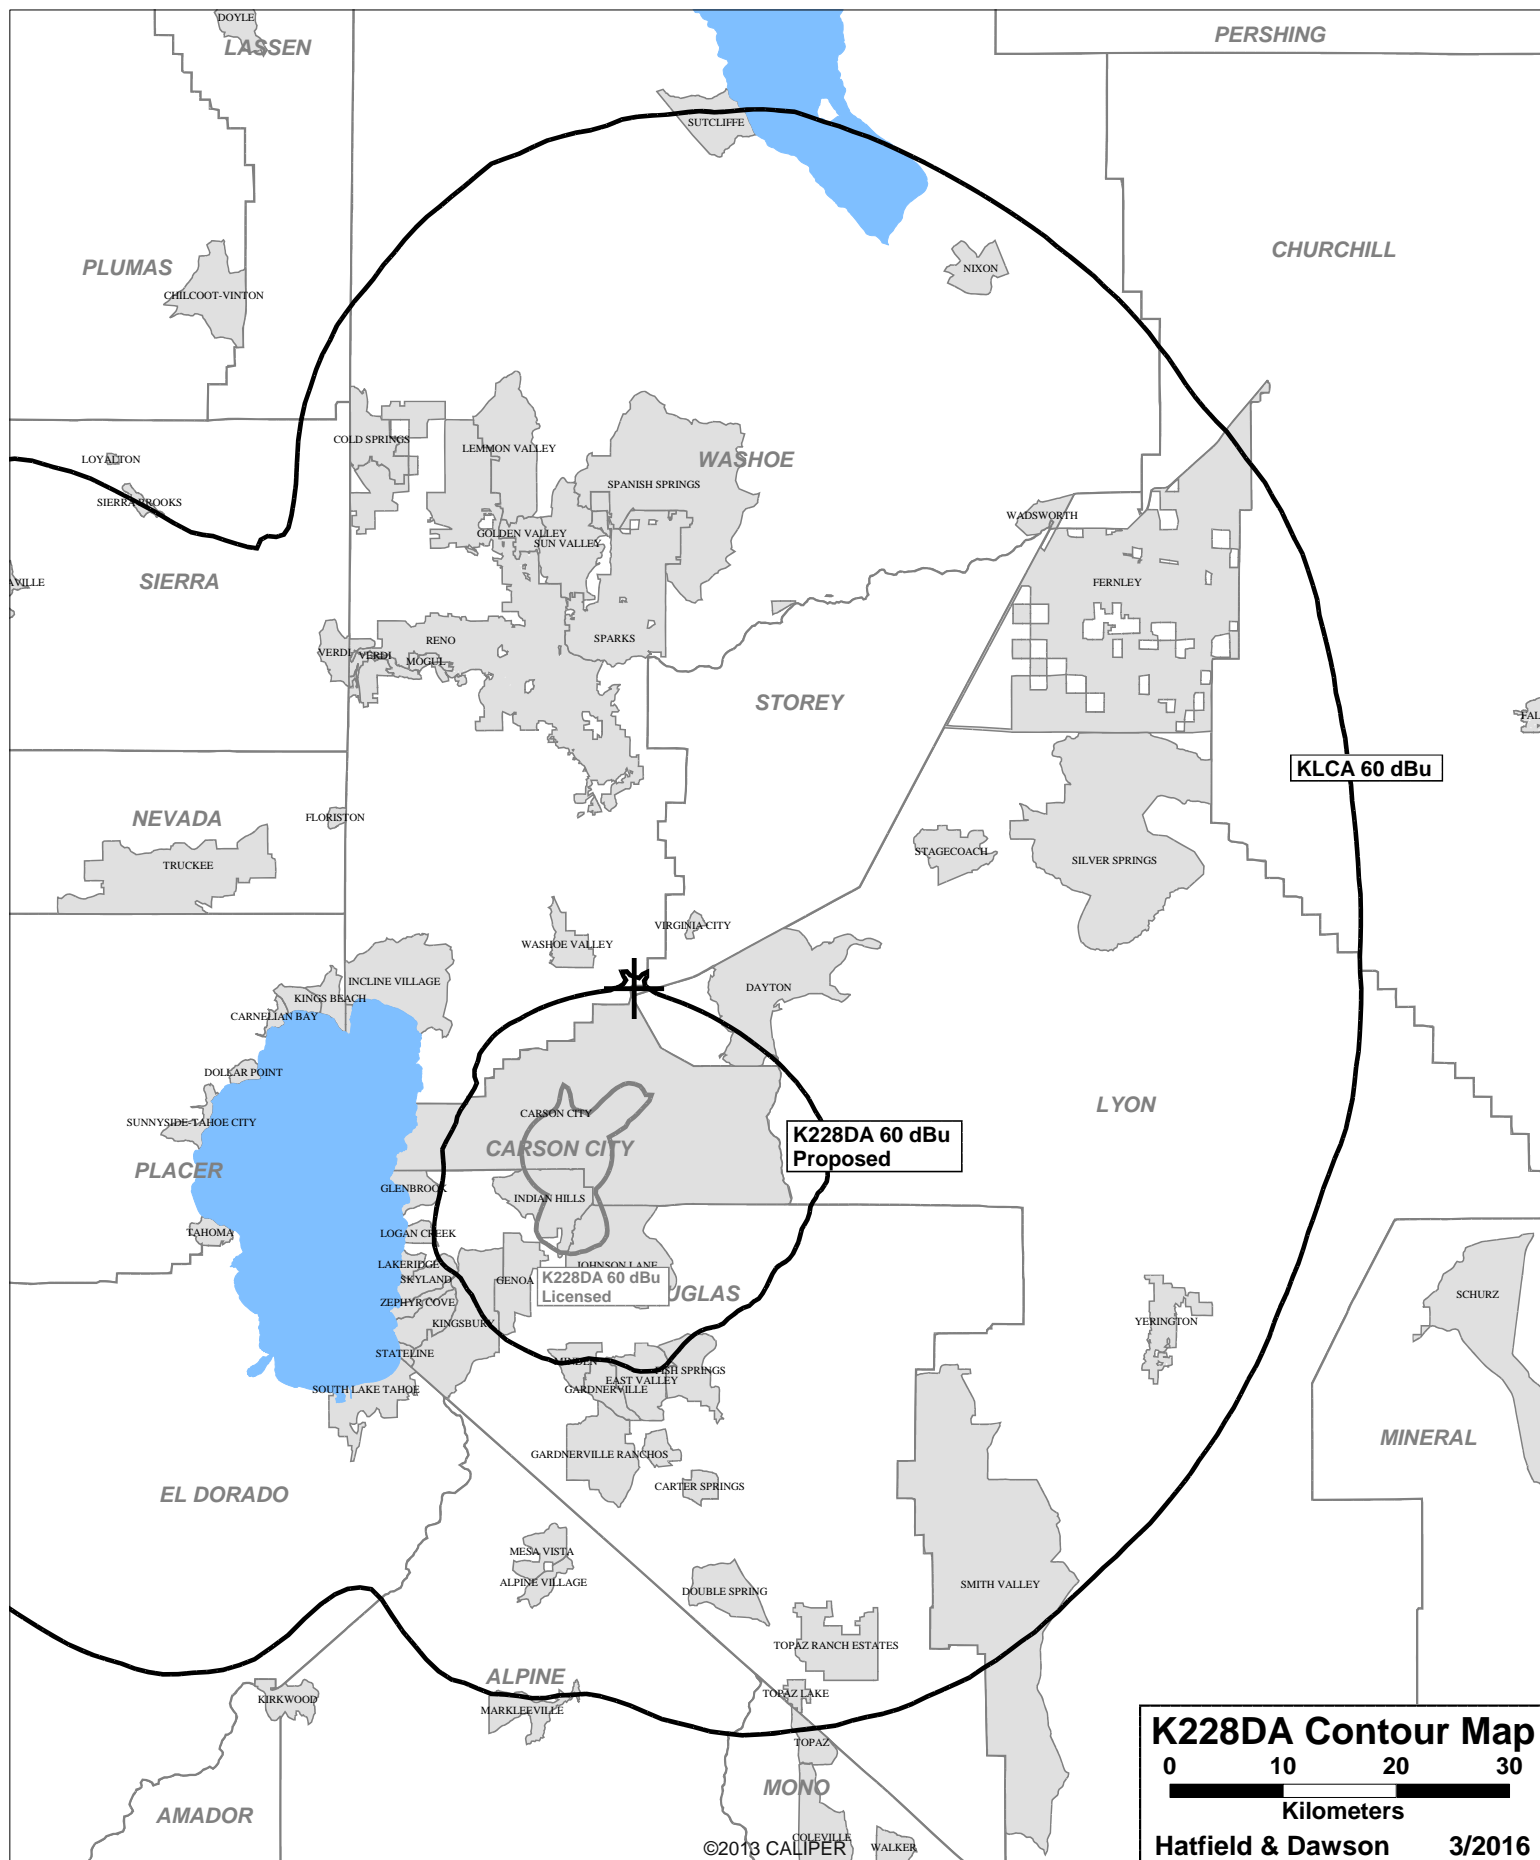 DOYLE
LASSEN
PERSHING
SUTCLIFFE
PLUMAS
CHILCOOT-VINTON
NIXON
CHURCHILL
COLD SPRINGS
LEMMON VALLEY
WASHOE
LOYALTON
SIERRA BROOKS
SPANISH SPRINGS
WADSWORTH
GOLDEN VALLEY
SUN VALLEY
AVILLE
SIERRA
FERNLEY
RENO
SPARKS
VERDI
VERDI
MOGUL
STOREY
FAL
KLCA 60 dBu
NEVADA
FLORISTON
TRUCKEE
STAGECOACH
SILVER SPRINGS
VIRGINIA CITY
WASHOE VALLEY
INCLINE VILLAGE
DAYTON
KINGS BEACH
CARNELIAN BAY
DOLLAR POINT
SUNNYSIDE-TAHOE CITY
CARSON CITY
LYON
K228DA 60 dBu
Proposed
CARSON CITY
PLACER
GLENBROOK
INDIAN HILLS
TAHOMA
LOGAN CREEK
LAKERIDGE
JOHNSON LANE
SKYLAND
GENOA
K228DA 60 dBu
Licensed
UGLAS
ZEPHYR COVE
KINGSBURY
SCHURZ
YERINGTON
STATELINE
MINDEN
FISH SPRINGS
EAST VALLEY
SOUTH LAKE TAHOE
GARDNERVILLE
MINERAL
GARDNERVILLE RANCHOS
CARTER SPRINGS
EL DORADO
MESA VISTA
ALPINE VILLAGE
DOUBLE SPRING
SMITH VALLEY
TOPAZ RANCH ESTATES
ALPINE
TOPAZ LAKE
KIRKWOOD
MARKLEEVILLE
TOPAZ
MONO
AMADOR
COLEVILLE
WALKER
©2013 CALIPER
K228DA Contour Map
0 10 20 30
Kilometers
Hatfield & Dawson 3/2016